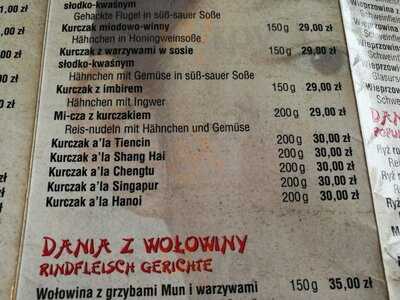 słodko-kwaśnym
Gehackte Flugel in süß-sauer Soße
Kurczak miodowo-winny 150g 29,00 zł
Hähnchen in Honingweinsoße
Kurczak z warzywami w sosie 150g 29,00 zł
słodko-kwaśnym
Hähnchen mit Gemüse in süß-sauer Soße
Kurczak z imbirem 150g 29,00 zł
Hähnchen mit Ingwer
Mi-cza z kurczakiem 200g 29,00 zł
Reis-nudeln mit Hähnchen und Gemüse
Kurczak a'la Tiencin 200g 30,00 zł
Kurczak a'la Shang Hai 200g 30,00 zł
Kurczak a'la Chengtu 200g 30,00 zł
Kurczak a'la Singapur 200g 30,00 zł
Kurczak a'la Hanoi 200g 30,00 zł
DANIA Z WOŁOWINY
RINDFLEISCH GERICHTE
Wołowina z grzybami Mun i warzywami 150g 35,00 zł